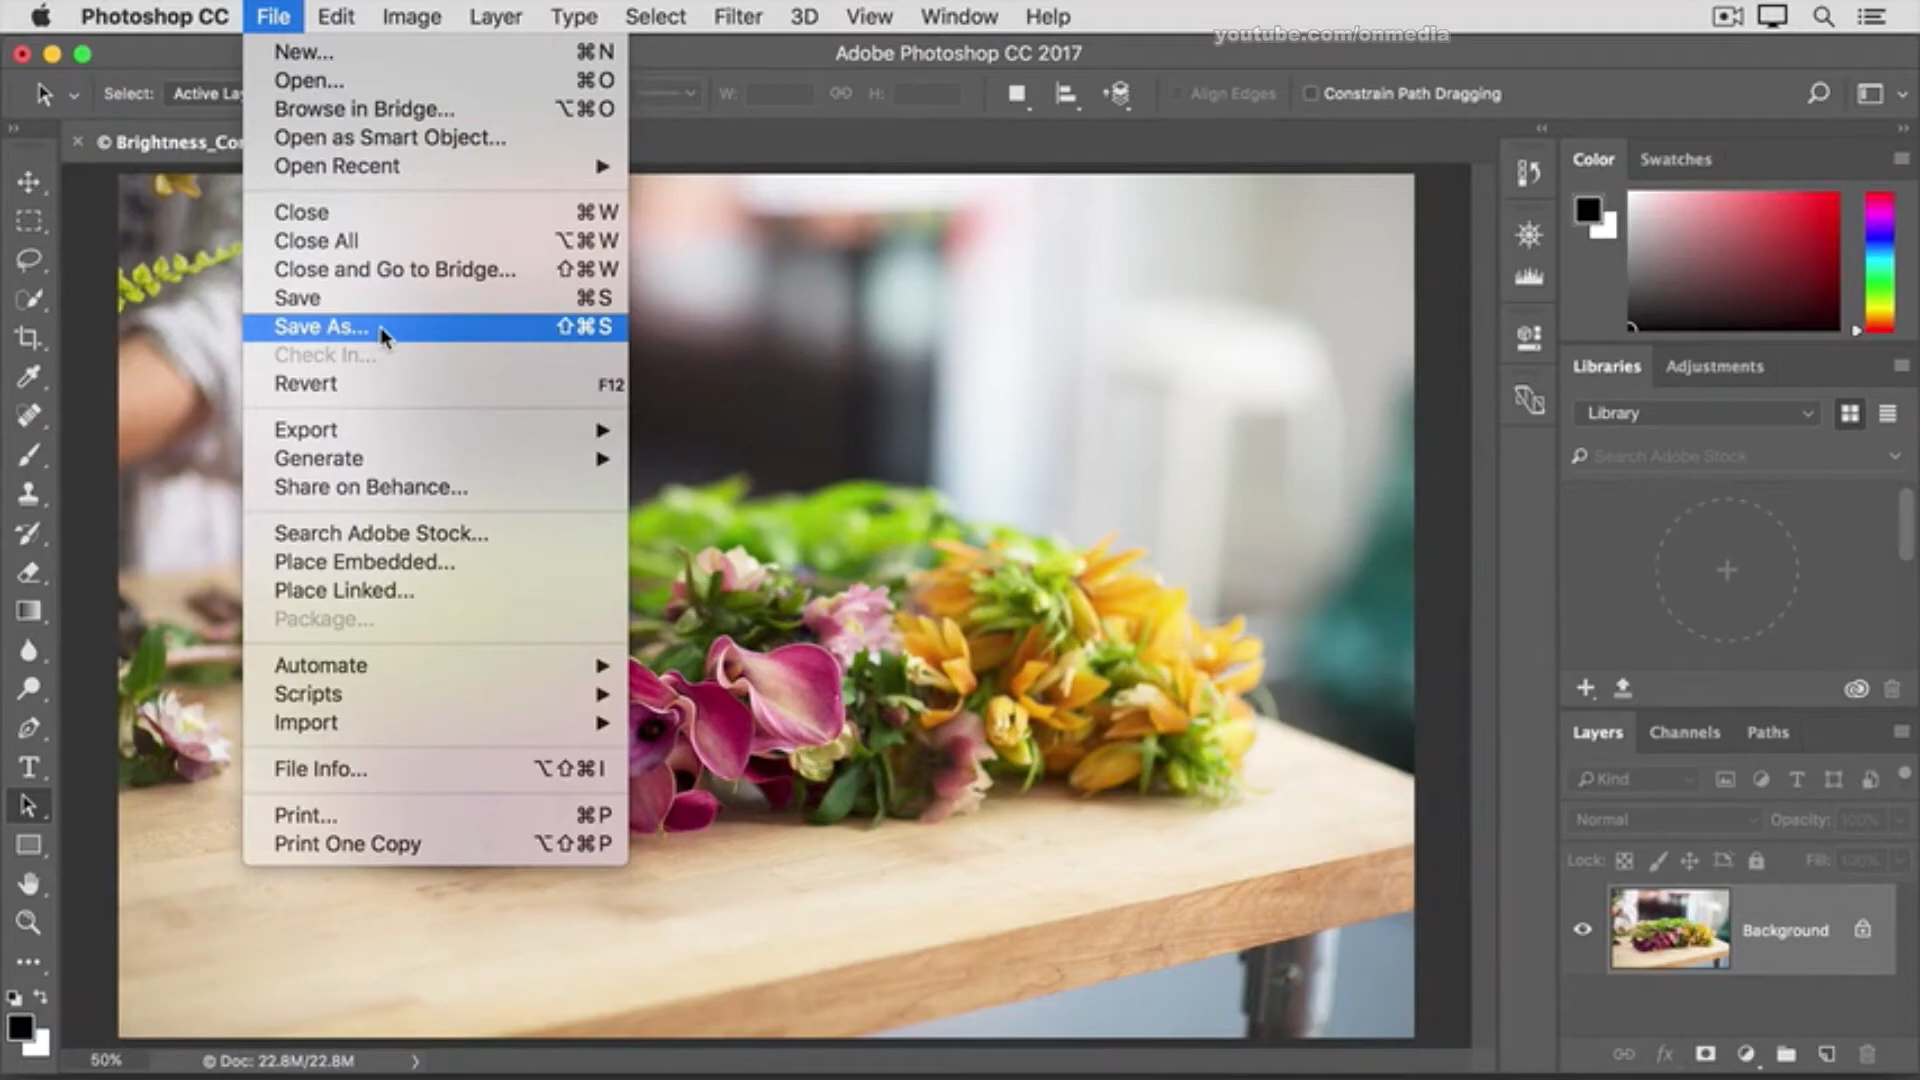 Photoshop CC File Edit Image Layer Type Select Filter 3D View Window Help
youtube.com/onmedia
Adobe Photoshop CC 2017
Select: Active La
W: H: Align Edges Constrain Path Dragging
© Brightness_Co
New... ⌘N
Open... ⌘O
Browse in Bridge... ⌥⌘O
Open as Smart Object...
Open Recent ▶
Close ⌘W
Close All ⌥⌘W
Close and Go to Bridge... ⇧⌘W
Save ⌘S
Save As... ⇧⌘S
Check In...
Revert F12
Export ▶
Generate ▶
Share on Behance...
Search Adobe Stock...
Place Embedded...
Place Linked...
Package...
Automate ▶
Scripts ▶
Import ▶
File Info... ⌥⇧⌘I
Print... ⌘P
Print One Copy ⌥⇧⌘P
Color Swatches
Libraries Adjustments
Library
Search Adobe Stock
Layers Channels Paths
Kind
Normal Opacity: 100%
Lock: Fill: 100%
Background
50% © Doc: 22.8M/22.8M